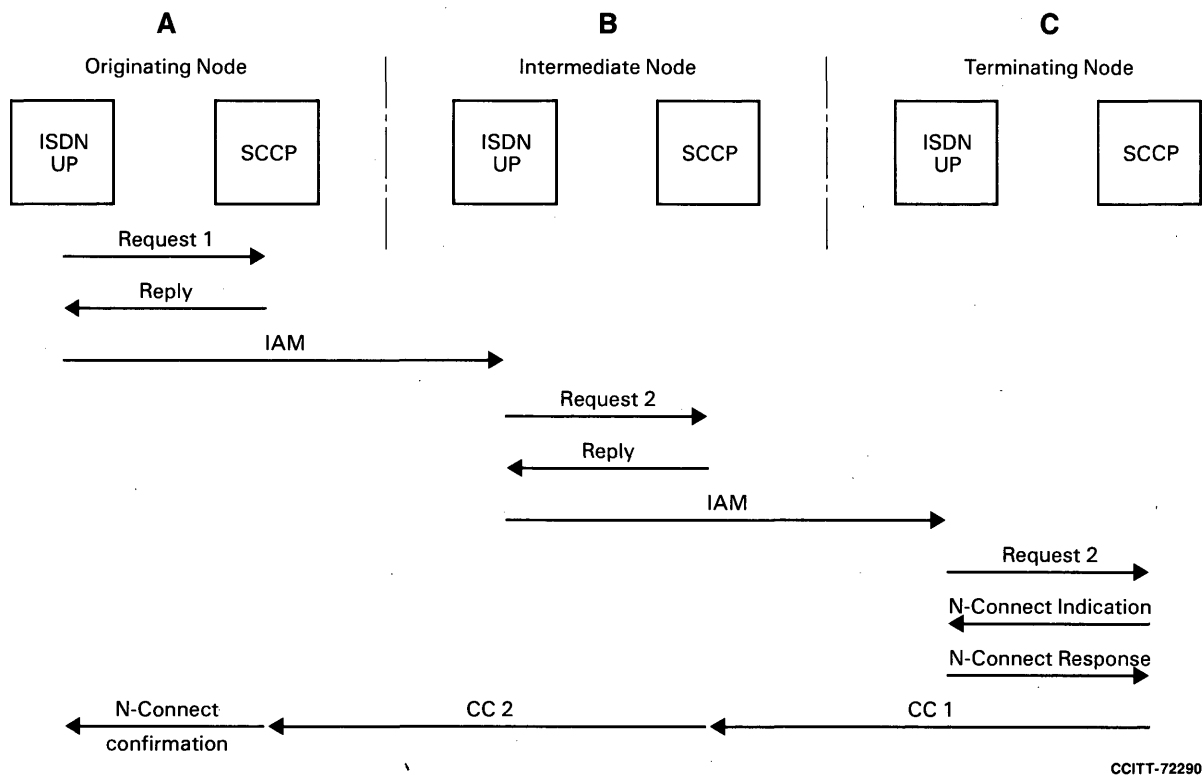 A
B
C
Originating Node
Intermediate Node
Terminating Node
ISDN
UP
SCCP
ISDN
UP
SCCP
ISDN
UP
SCCP
Request 1
Reply
IAM
Request 2
Reply
IAM
Request 2
N-Connect Indication
N-Connect Response
N-Connect
confirmation
CC 2
CC 1
CCITT-72290